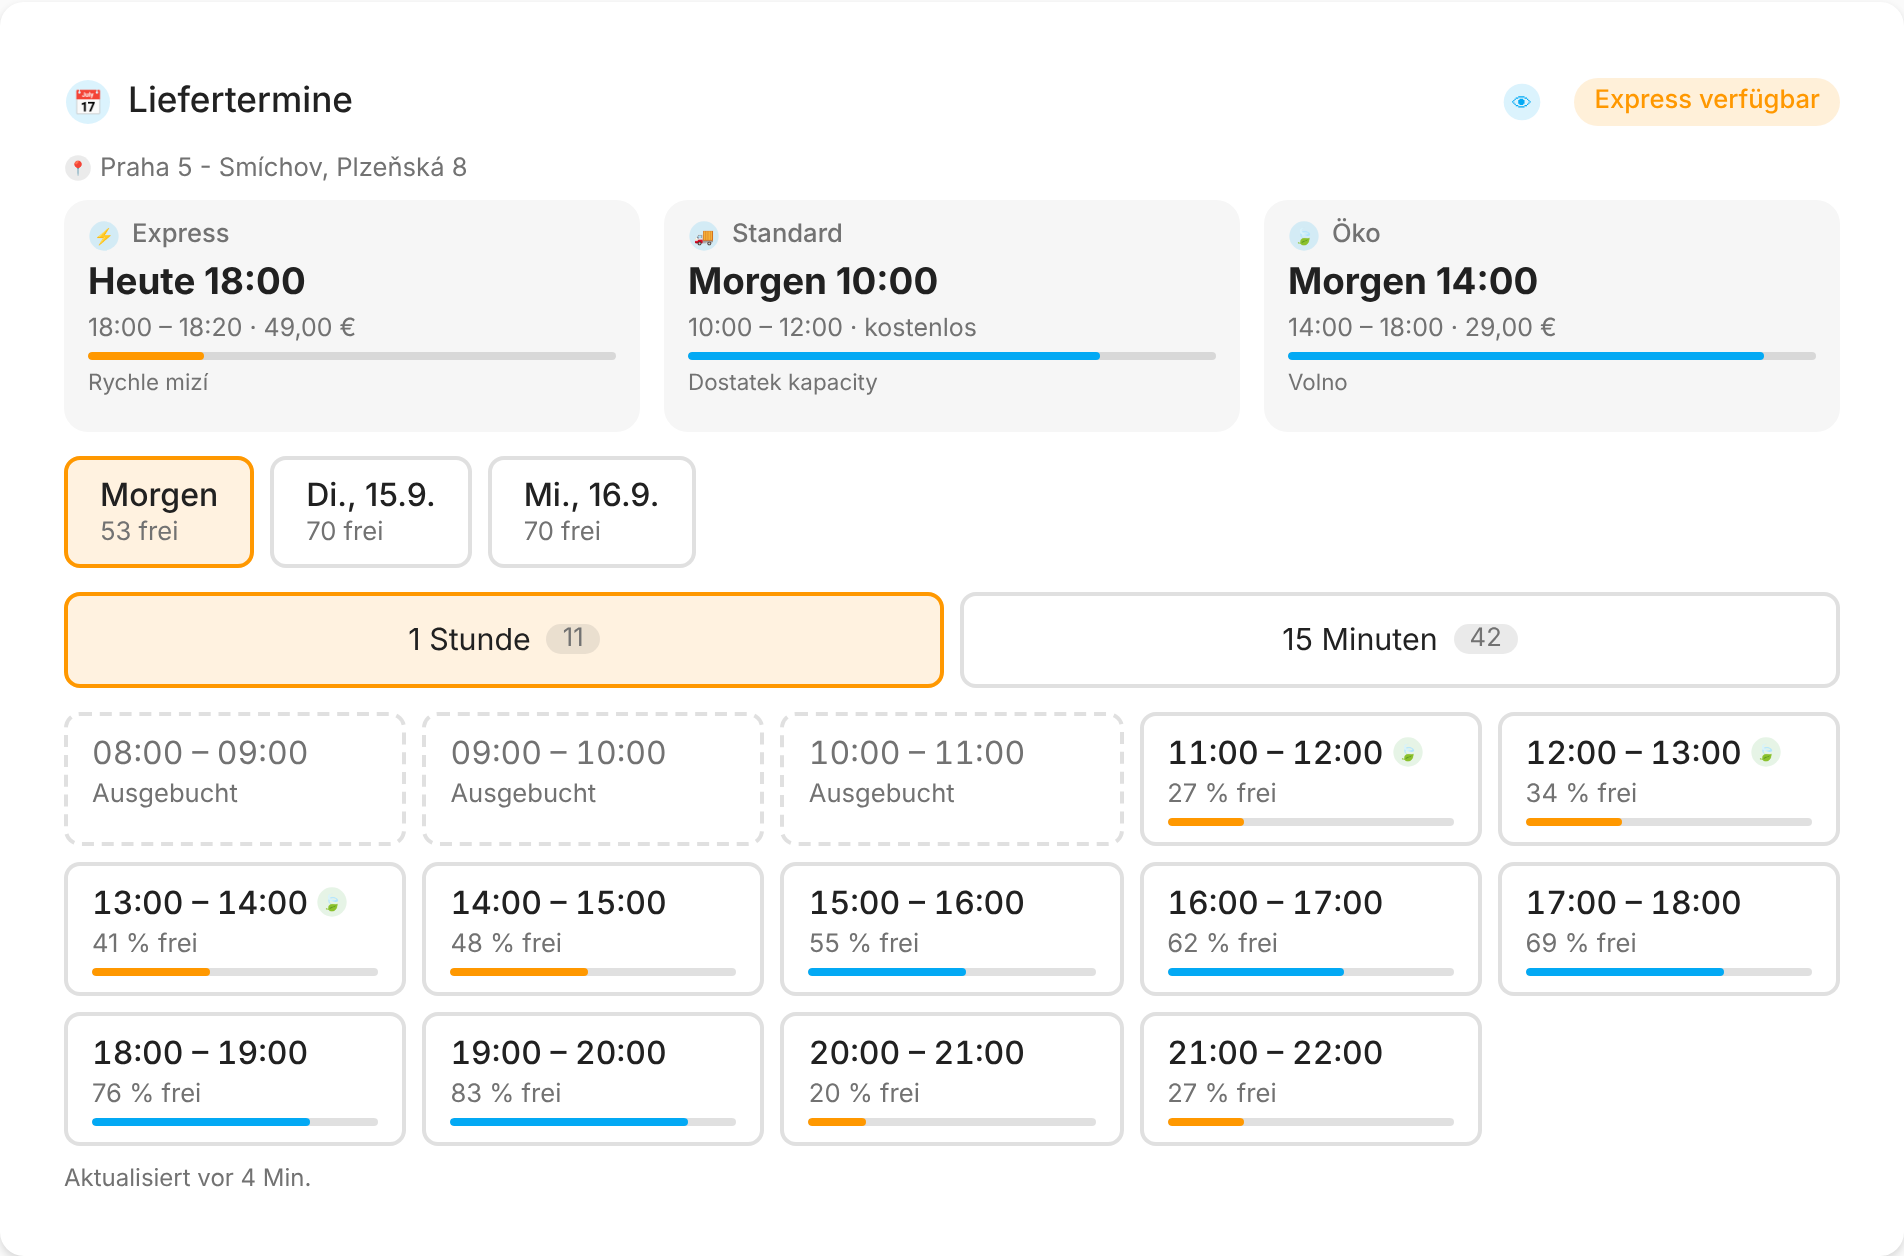 Liefertermine
Express verfügbar
Praha 5 - Smíchov, Plzeňská 8
Express
Heute 18:00
18:00 – 18:20 · 49,00 €
Rychle mizí
Standard
Morgen 10:00
10:00 – 12:00 · kostenlos
Dostatek kapacity
Öko
Morgen 14:00
14:00 – 18:00 · 29,00 €
Volno
Morgen
53 frei
Di., 15.9.
70 frei
Mi., 16.9.
70 frei
1 Stunde 11
15 Minuten 42
08:00 – 09:00
Ausgebucht
09:00 – 10:00
Ausgebucht
10:00 – 11:00
Ausgebucht
11:00 – 12:00
27 % frei
12:00 – 13:00
34 % frei
13:00 – 14:00
41 % frei
14:00 – 15:00
48 % frei
15:00 – 16:00
55 % frei
16:00 – 17:00
62 % frei
17:00 – 18:00
69 % frei
18:00 – 19:00
76 % frei
19:00 – 20:00
83 % frei
20:00 – 21:00
20 % frei
21:00 – 22:00
27 % frei
Aktualisiert vor 4 Min.